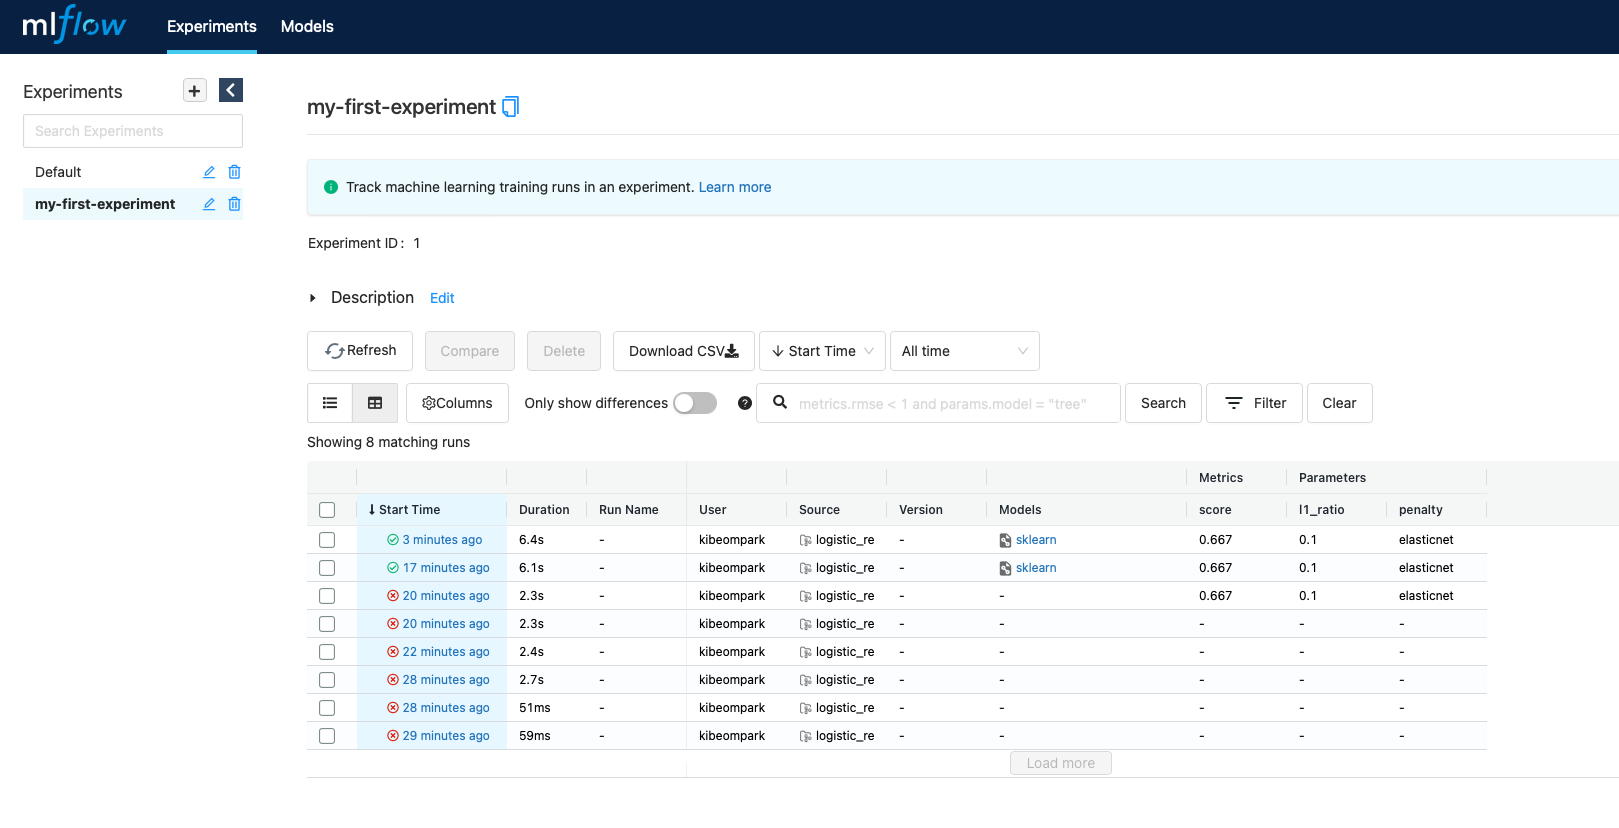 mlflow Experiments Models
Experiments
Search Experiments
Default
my-first-experiment
my-first-experiment
Track machine learning training runs in an experiment. Learn more
Experiment ID: 1
Description Edit
Refresh Compare Delete Download CSV Start Time All time
Columns Only show differences metrics.rmse < 1 and params.model = "tree" Search Filter Clear
Showing 8 matching runs
Metrics Parameters
Start Time Duration Run Name User Source Version Models score l1_ratio penalty
3 minutes ago 6.4s - kibeompark logistic_re - sklearn 0.667 0.1 elasticnet
17 minutes ago 6.1s - kibeompark logistic_re - sklearn 0.667 0.1 elasticnet
20 minutes ago 2.3s - kibeompark logistic_re - - 0.667 0.1 elasticnet
20 minutes ago 2.3s - kibeompark logistic_re - - - - -
22 minutes ago 2.4s - kibeompark logistic_re - - - - -
28 minutes ago 2.7s - kibeompark logistic_re - - - - -
28 minutes ago 51ms - kibeompark logistic_re - - - - -
29 minutes ago 59ms - kibeompark logistic_re - - - - -
Load more